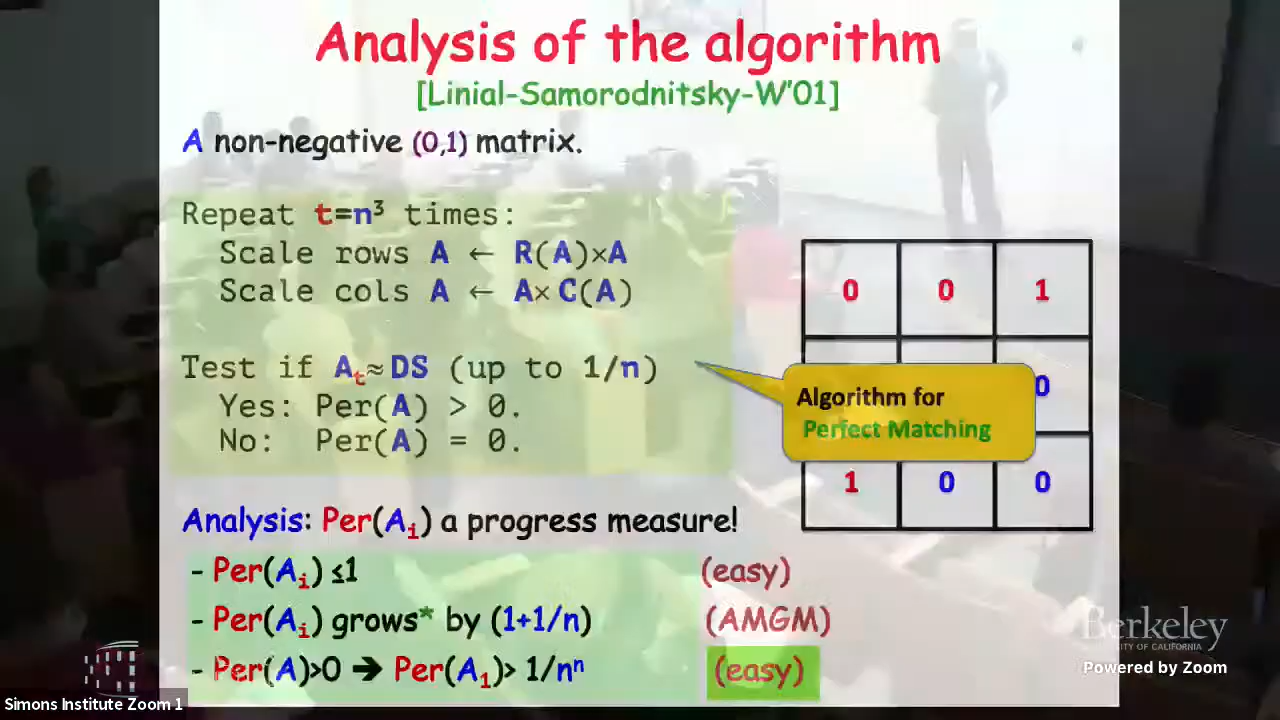 Analysis of the algorithm
[Linial-Samorodnitsky-W'01]
A non-negative (0,1) matrix.
Repeat t=n³ times:
Scale rows A ← R(A)×A
Scale cols A ← A×C(A)
Test if Aₜ≈DS (up to 1/n)
Yes: Per(A) > 0.
No: Per(A) = 0.
0 0 1
0
1 0 0
Algorithm for
Perfect Matching
Analysis: Per(Aᵢ) a progress measure!
- Per(Aᵢ) ≤1 (easy)
- Per(Aᵢ) grows* by (1+1/n) (AMGM)
- Per(A)>0 ➔ Per(A₁)> 1/nⁿ (easy)
Berkeley
UNIVERSITY OF CALIFORNIA
Powered by Zoom
Simons Institute Zoom 1